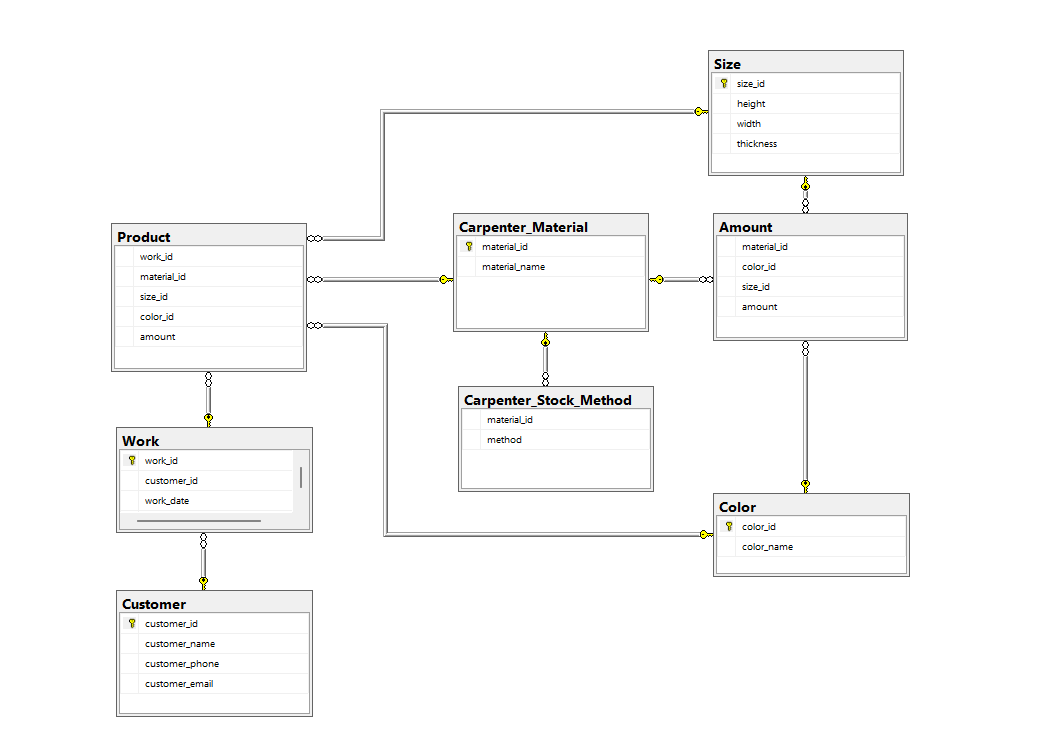 Size
size_id
height
width
thickness
Product
work_id
material_id
size_id
color_id
amount
Carpenter_Material
material_id
material_name
Amount
material_id
color_id
size_id
amount
Carpenter_Stock_Method
material_id
method
Work
work_id
customer_id
work_date
Color
color_id
color_name
Customer
customer_id
customer_name
customer_phone
customer_email